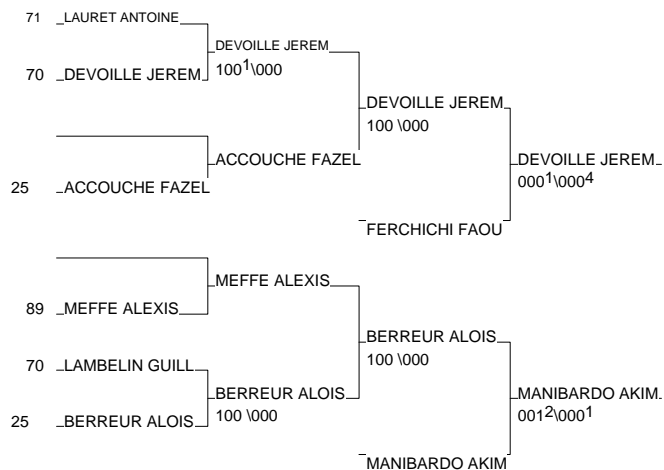 71 LAURET ANTOINE
DEVOILLE JEREM
100¹\000
70 DEVOILLE JEREM
DEVOILLE JEREM
100 \000
ACCOUCHE FAZEL
DEVOILLE JEREM
000¹\000⁴
25 ACCOUCHE FAZEL
FERCHICHI FAOU
MEFFE ALEXIS
89 MEFFE ALEXIS
BERREUR ALOIS
100 \000
70 LAMBELIN GUILL
BERREUR ALOIS
100 \000
MANIBARDO AKIM
001²\000¹
25 BERREUR ALOIS
MANIBARDO AKIM